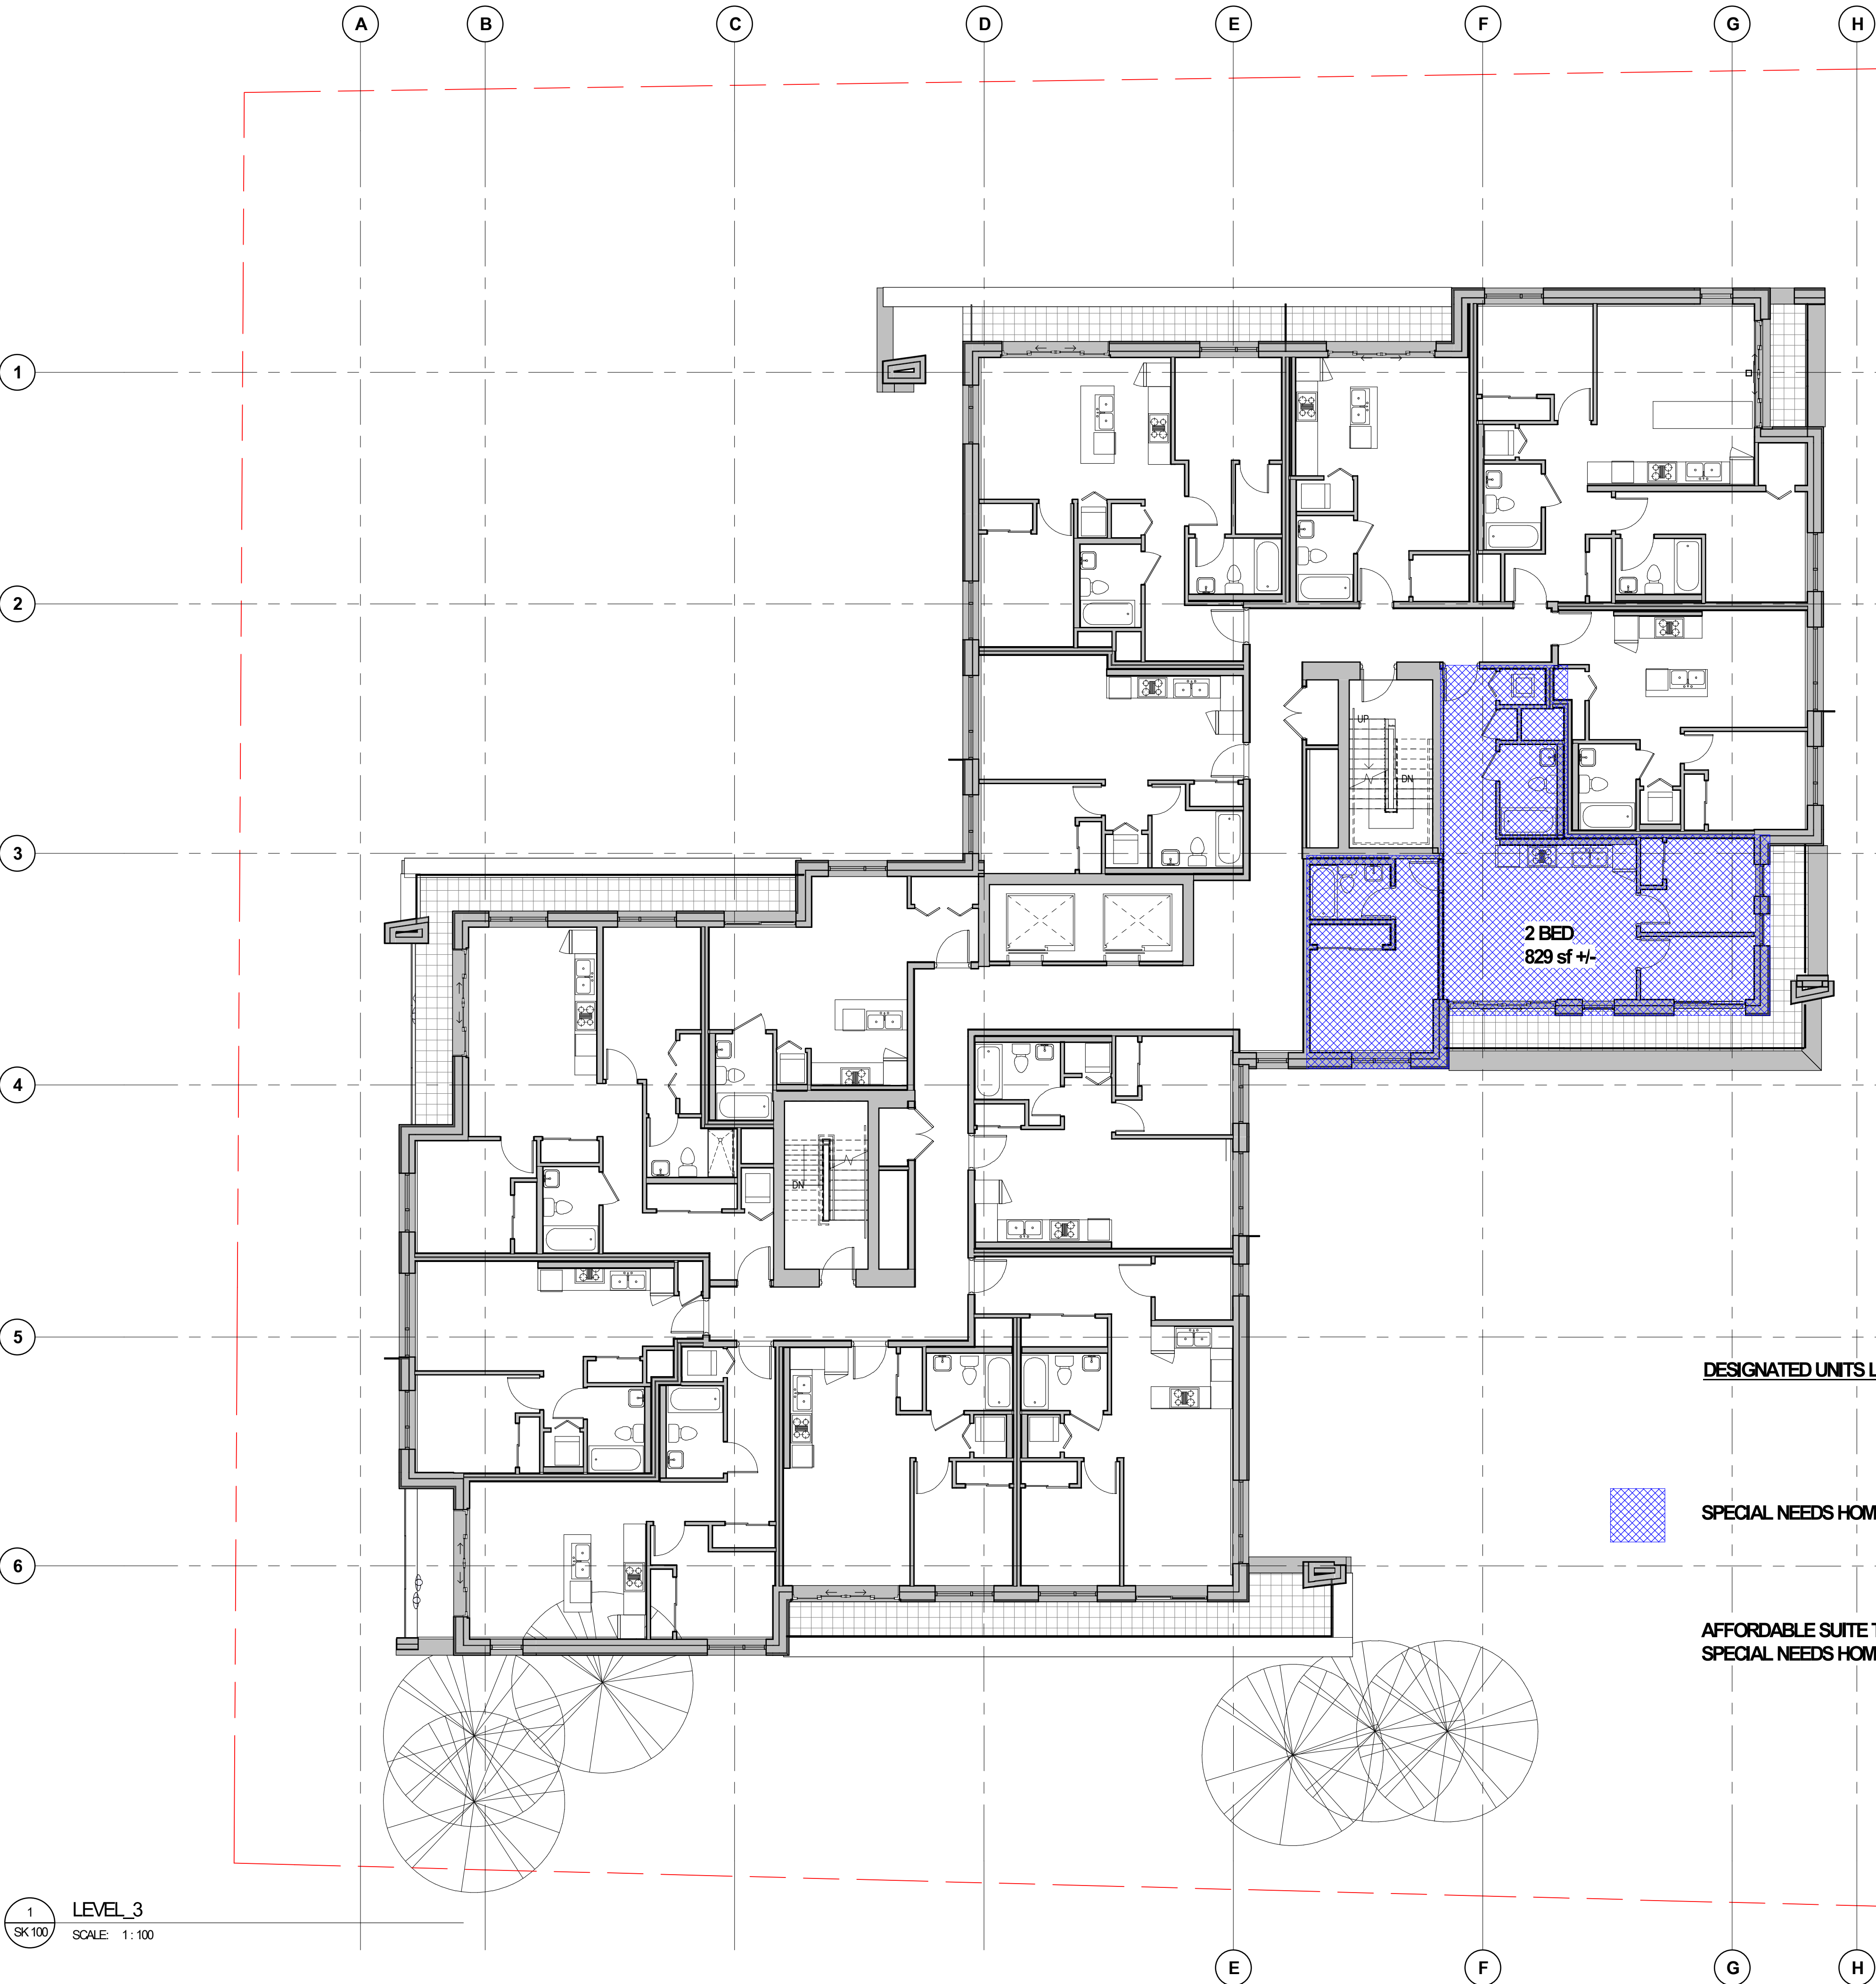 A
B
C
D
E
F
G
H
1
2
UP
DN
3
2 BED
829 sf +/-
4
DN
5
DESIGNATED UNITS L
SPECIAL NEEDS HOM
6
AFFORDABLE SUITE T
SPECIAL NEEDS HOM
1
SK 100
LEVEL_3
SCALE: 1 : 100
E
F
G
H